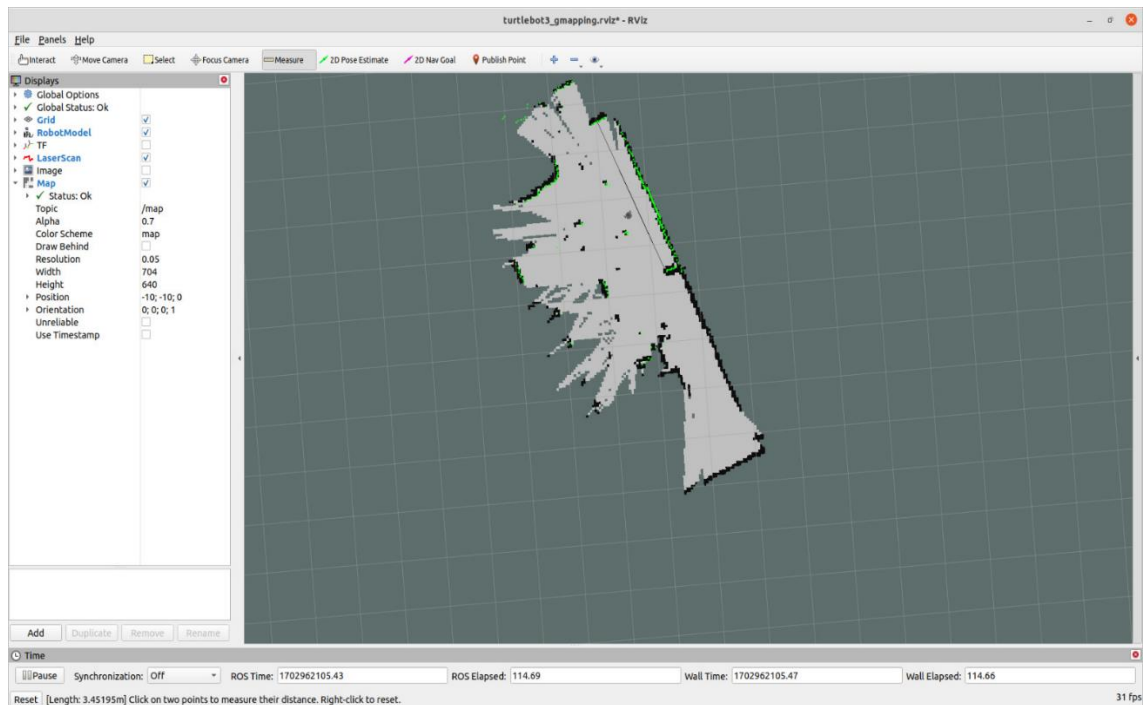 turtlebot3_gmapping.rviz* - RViz
File Panels Help
Interact Move Camera Select Focus Camera Measure 2D Pose Estimate 2D Nav Goal Publish Point
Displays
Global Options
Global Status: Ok
Grid
RobotModel
TF
LaserScan
Image
Map
Status: Ok
Topic /map
Alpha 0.7
Color Scheme map
Draw Behind
Resolution 0.05
Width 704
Height 640
Position -10; -10; 0
Orientation 0; 0; 0; 1
Unreliable
Use Timestamp
Add Duplicate Remove Rename
Time
Pause Synchronization: Off ROS Time: 1702962105.43 ROS Elapsed: 114.69 Wall Time: 1702962105.47 Wall Elapsed: 114.66
Reset [Length: 3.45195m] Click on two points to measure their distance. Right-click to reset. 31 fps